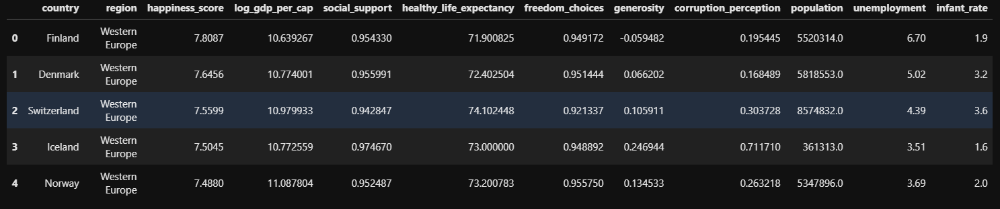 country region happiness_score log_gdp_per_cap social_support healthy_life_expectancy freedom_choices generosity corruption_perception population unemployment infant_rate
0 Finland Western Europe 7.8087 10.639267 0.954330 71.900825 0.949172 -0.059482 0.195445 5520314.0 6.70 1.9
1 Denmark Western Europe 7.6456 10.774001 0.955991 72.402504 0.951444 0.066202 0.168489 5818553.0 5.02 3.2
2 Switzerland Western Europe 7.5599 10.979933 0.942847 74.102448 0.921337 0.105911 0.303728 8574832.0 4.39 3.6
3 Iceland Western Europe 7.5045 10.772559 0.974670 73.000000 0.948892 0.246944 0.711710 361313.0 3.51 1.6
4 Norway Western Europe 7.4880 11.087804 0.952487 73.200783 0.955750 0.134533 0.263218 5347896.0 3.69 2.0